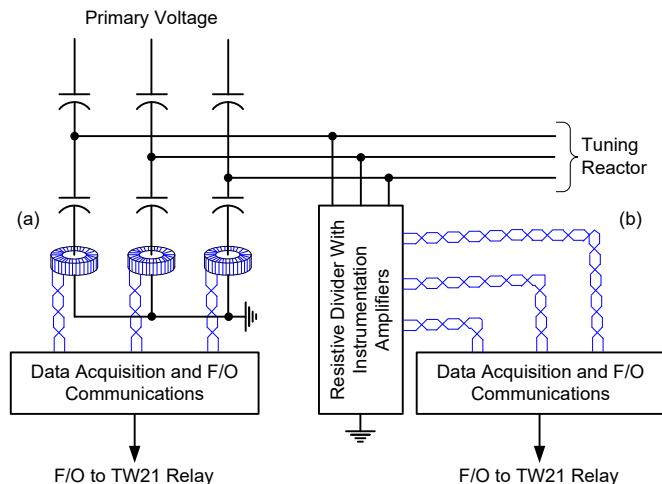 Primary Voltage
Tuning
Reactor
(a)
(b)
Resistive Divider With
Instrumentation
Amplifiers
Data Acquisition and F/O
Communications
Data Acquisition and F/O
Communications
F/O to TW21 Relay
F/O to TW21 Relay